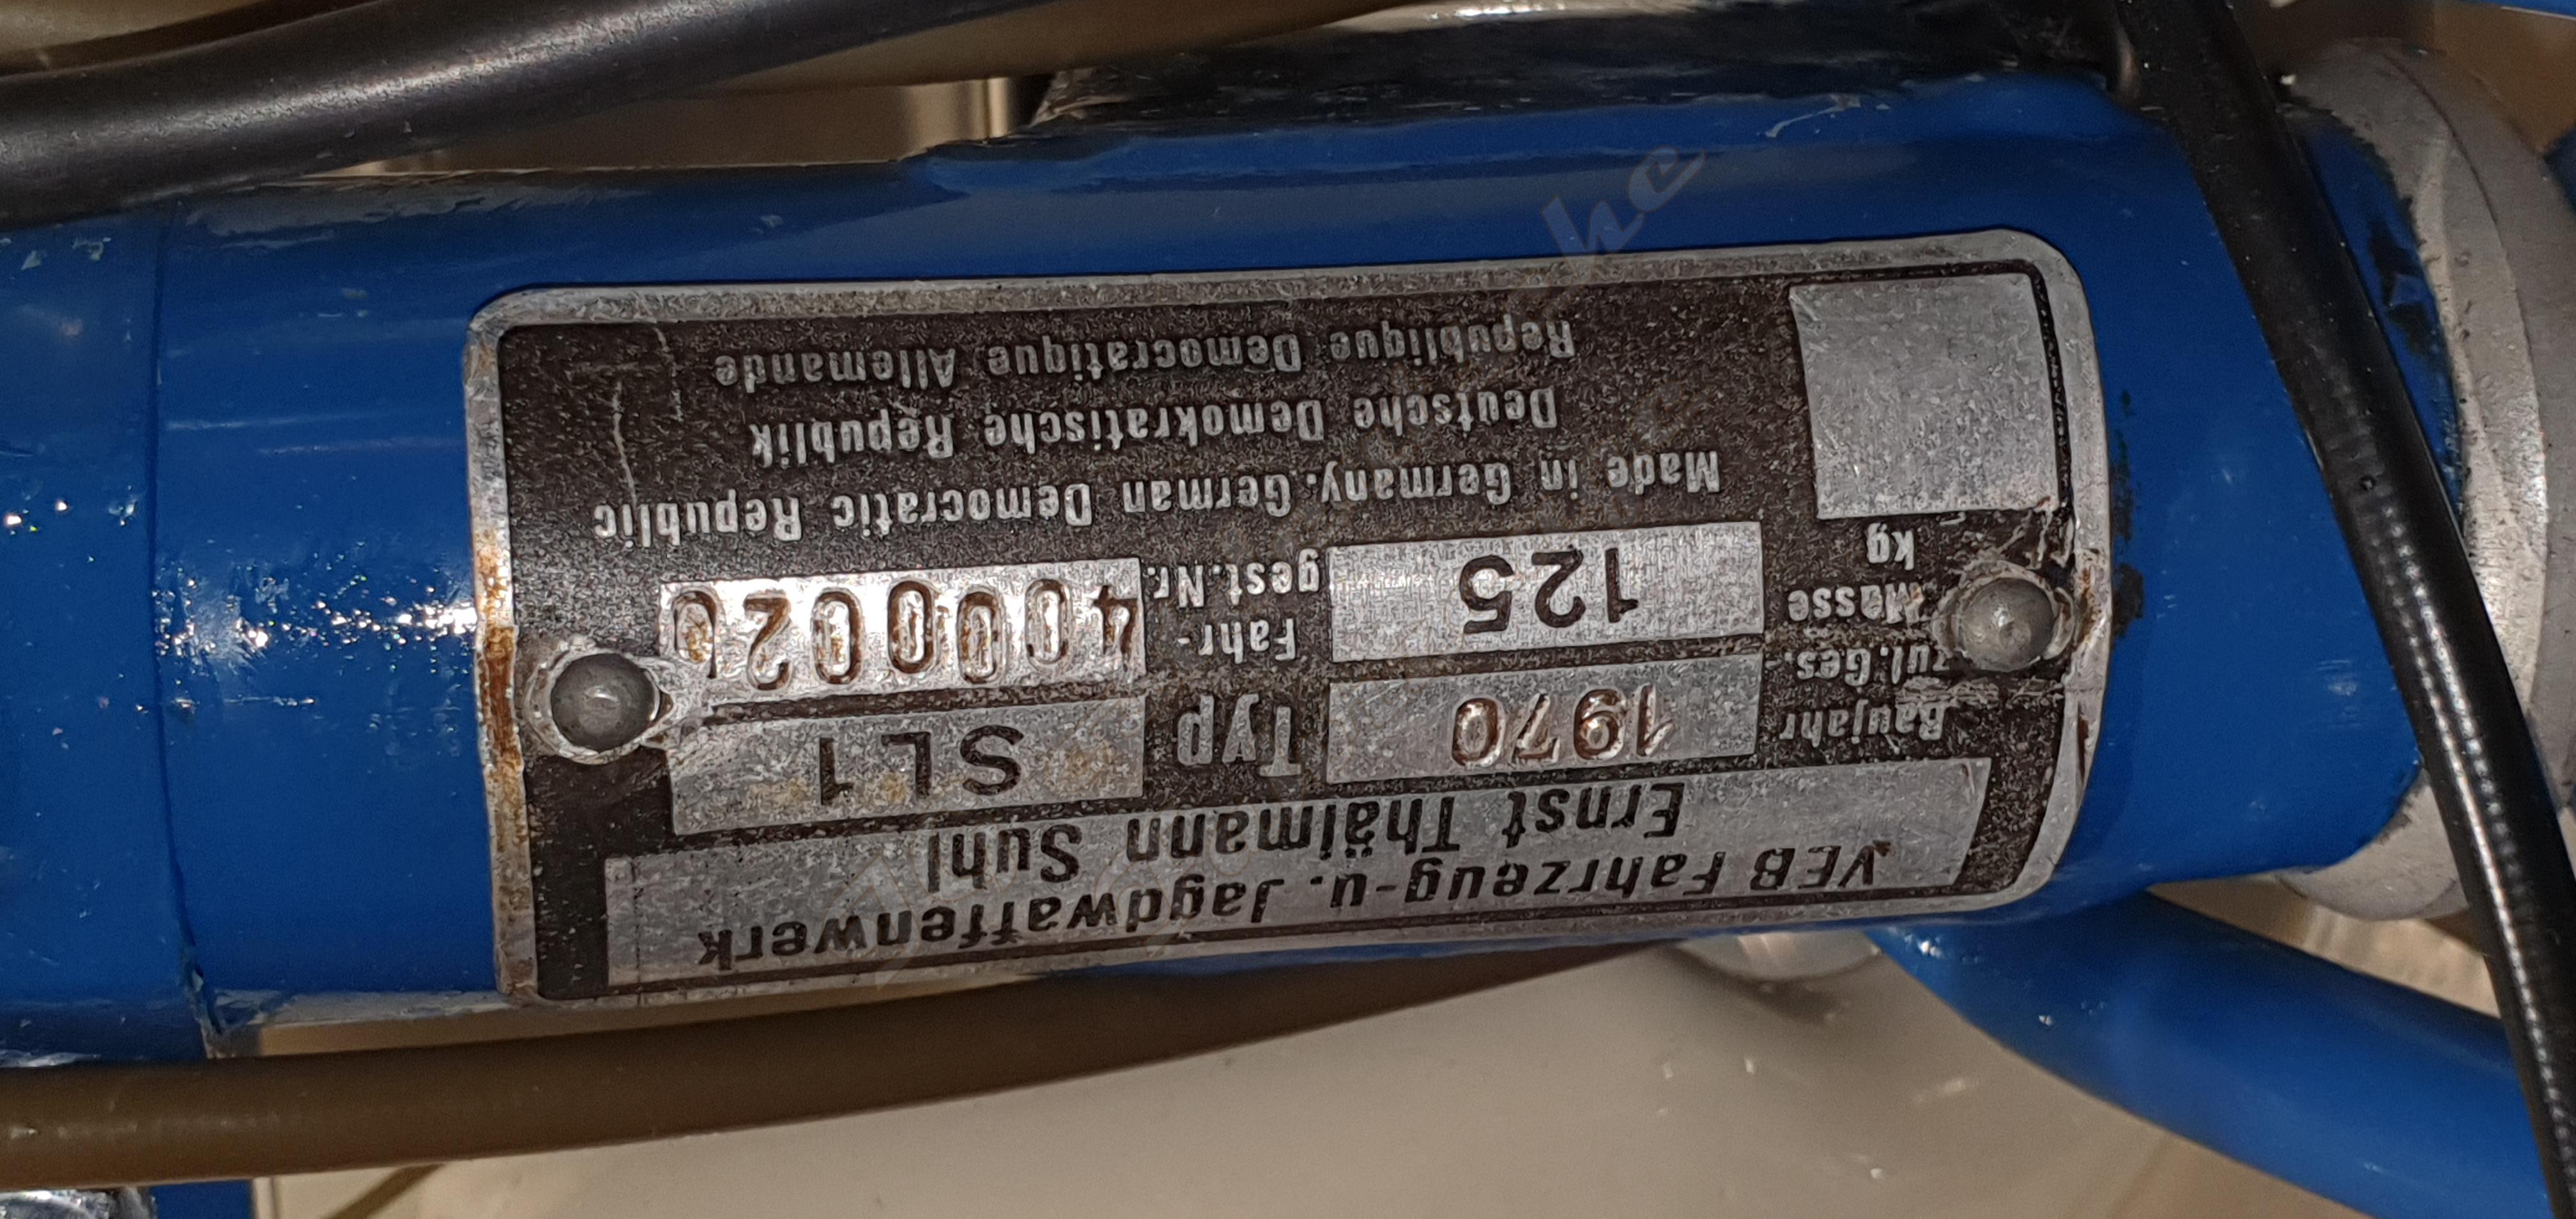 VEB Fahrzeug-u. Jagdwaffenwerk
Ernst Thälmann Suhl
Baujahr 1970 Typ SL1
zul.Ges.- Masse kg 125 Fahr- gest.Nr. 4000020
Made in Germany. German Democratic Republic
Deutsche Demokratische Republik
Republique Democratique Allemande